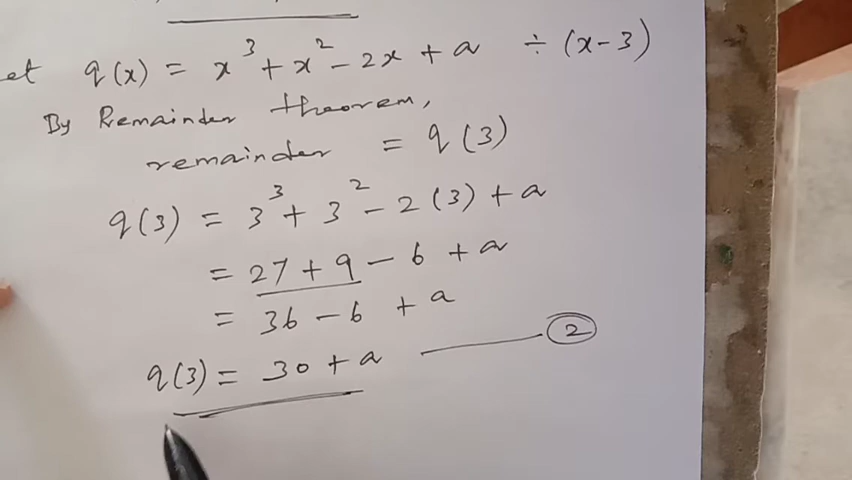 et q(x) = x³ + x² - 2x + a ÷ (x-3)
By Remainder theorem,
remainder = q(3)
q(3) = 3³ + 3² - 2(3) + a
= 27 + 9 - 6 + a
= 36 - 6 + a
q(3) = 30 + a —— ②